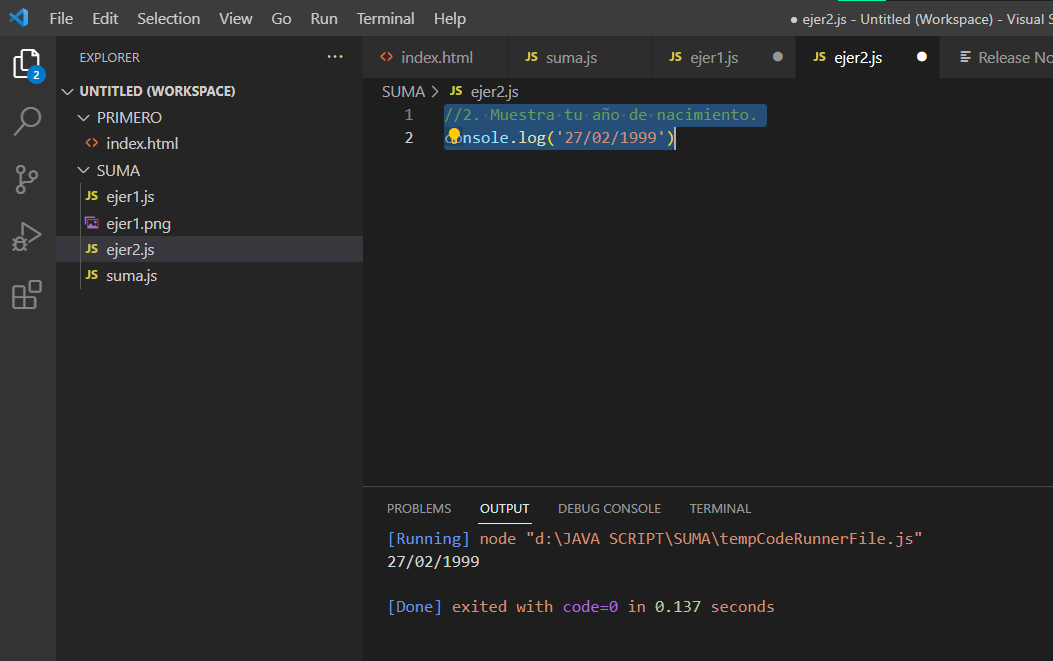 File Edit Selection View Go Run Terminal Help ● ejer2.js - Untitled (Workspace) - Visual S
EXPLORER ···
2
UNTITLED (WORKSPACE)
PRIMERO
<> index.html
SUMA
JS ejer1.js
ejer1.png
JS ejer2.js
JS suma.js
<> index.html JS suma.js JS ejer1.js ● JS ejer2.js ● Release No
SUMA > JS ejer2.js
1 //2. Muestra tu año de nacimiento.
2 console.log('27/02/1999')
PROBLEMS OUTPUT DEBUG CONSOLE TERMINAL
[Running] node "d:\JAVA SCRIPT\SUMA\tempCodeRunnerFile.js"
27/02/1999
[Done] exited with code=0 in 0.137 seconds